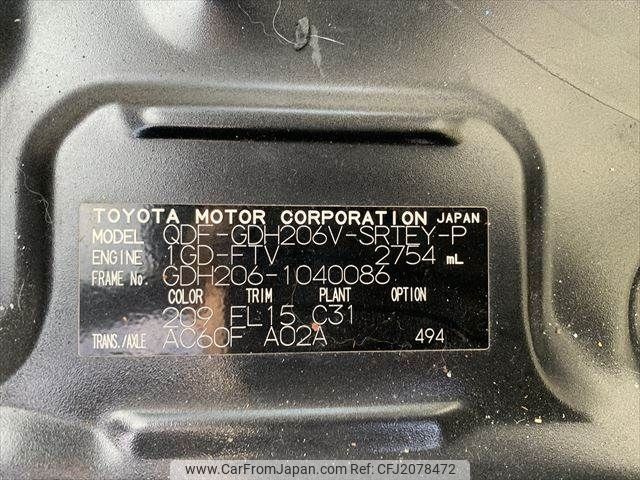 TOYOTA MOTOR CORPORATION JAPAN
MODEL QDF-GDH206V-SRTEY-P
ENGINE 1GD-FTV 2754 mL
FRAME No. GDH206-1040086
COLOR TRIM PLANT OPTION
209 FL15 C31
TRANS./AXLE AC60F A02A 494
www.CarFromJapan.com | Ref No: CFJ2078472